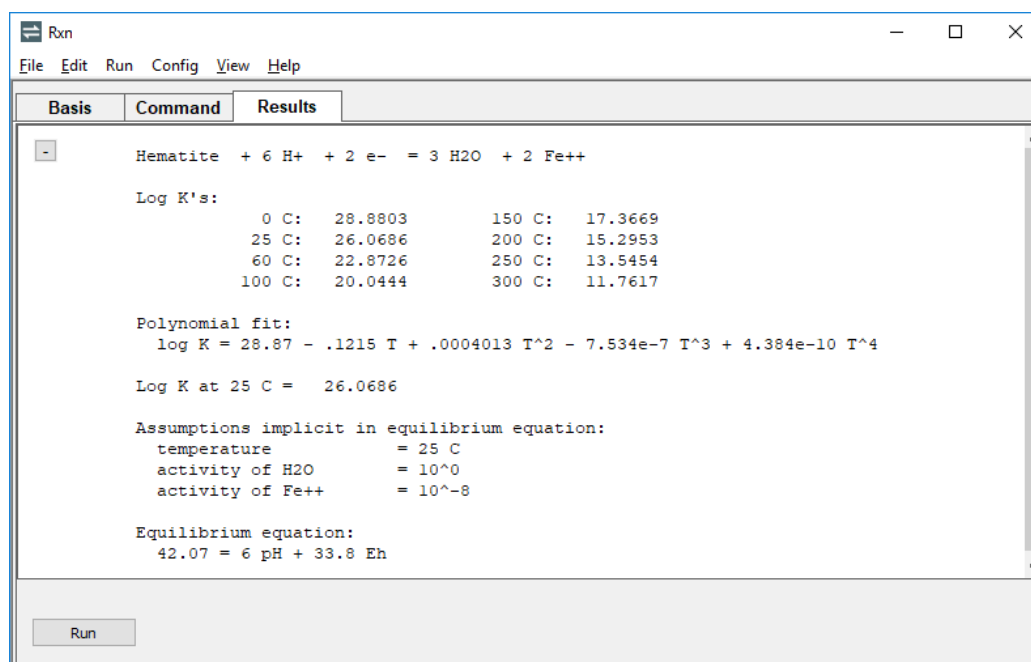 Rxn
File Edit Run Config View Help
Basis Command Results
-
Hematite + 6 H+ + 2 e- = 3 H2O + 2 Fe++
Log K's:
0 C: 28.8803 150 C: 17.3669
25 C: 26.0686 200 C: 15.2953
60 C: 22.8726 250 C: 13.5454
100 C: 20.0444 300 C: 11.7617
Polynomial fit:
log K = 28.87 - .1215 T + .0004013 T^2 - 7.534e-7 T^3 + 4.384e-10 T^4
Log K at 25 C = 26.0686
Assumptions implicit in equilibrium equation:
temperature = 25 C
activity of H2O = 10^0
activity of Fe++ = 10^-8
Equilibrium equation:
42.07 = 6 pH + 33.8 Eh
Run